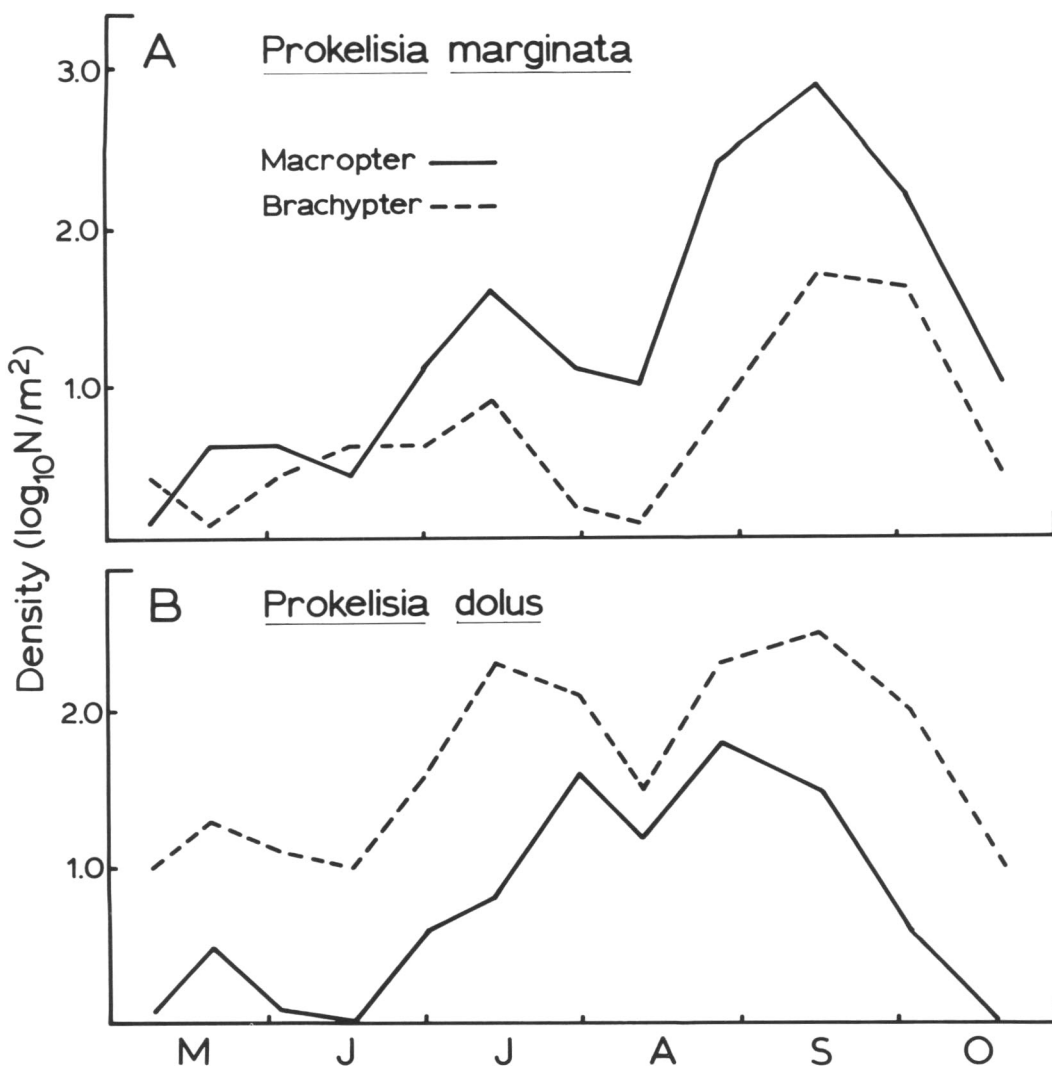 A Prokelisia marginata
3.0
Macropter
Brachypter
2.0
1.0
Density (log₁₀N/m²)
B Prokelisia dolus
2.0
1.0
M J J A S O